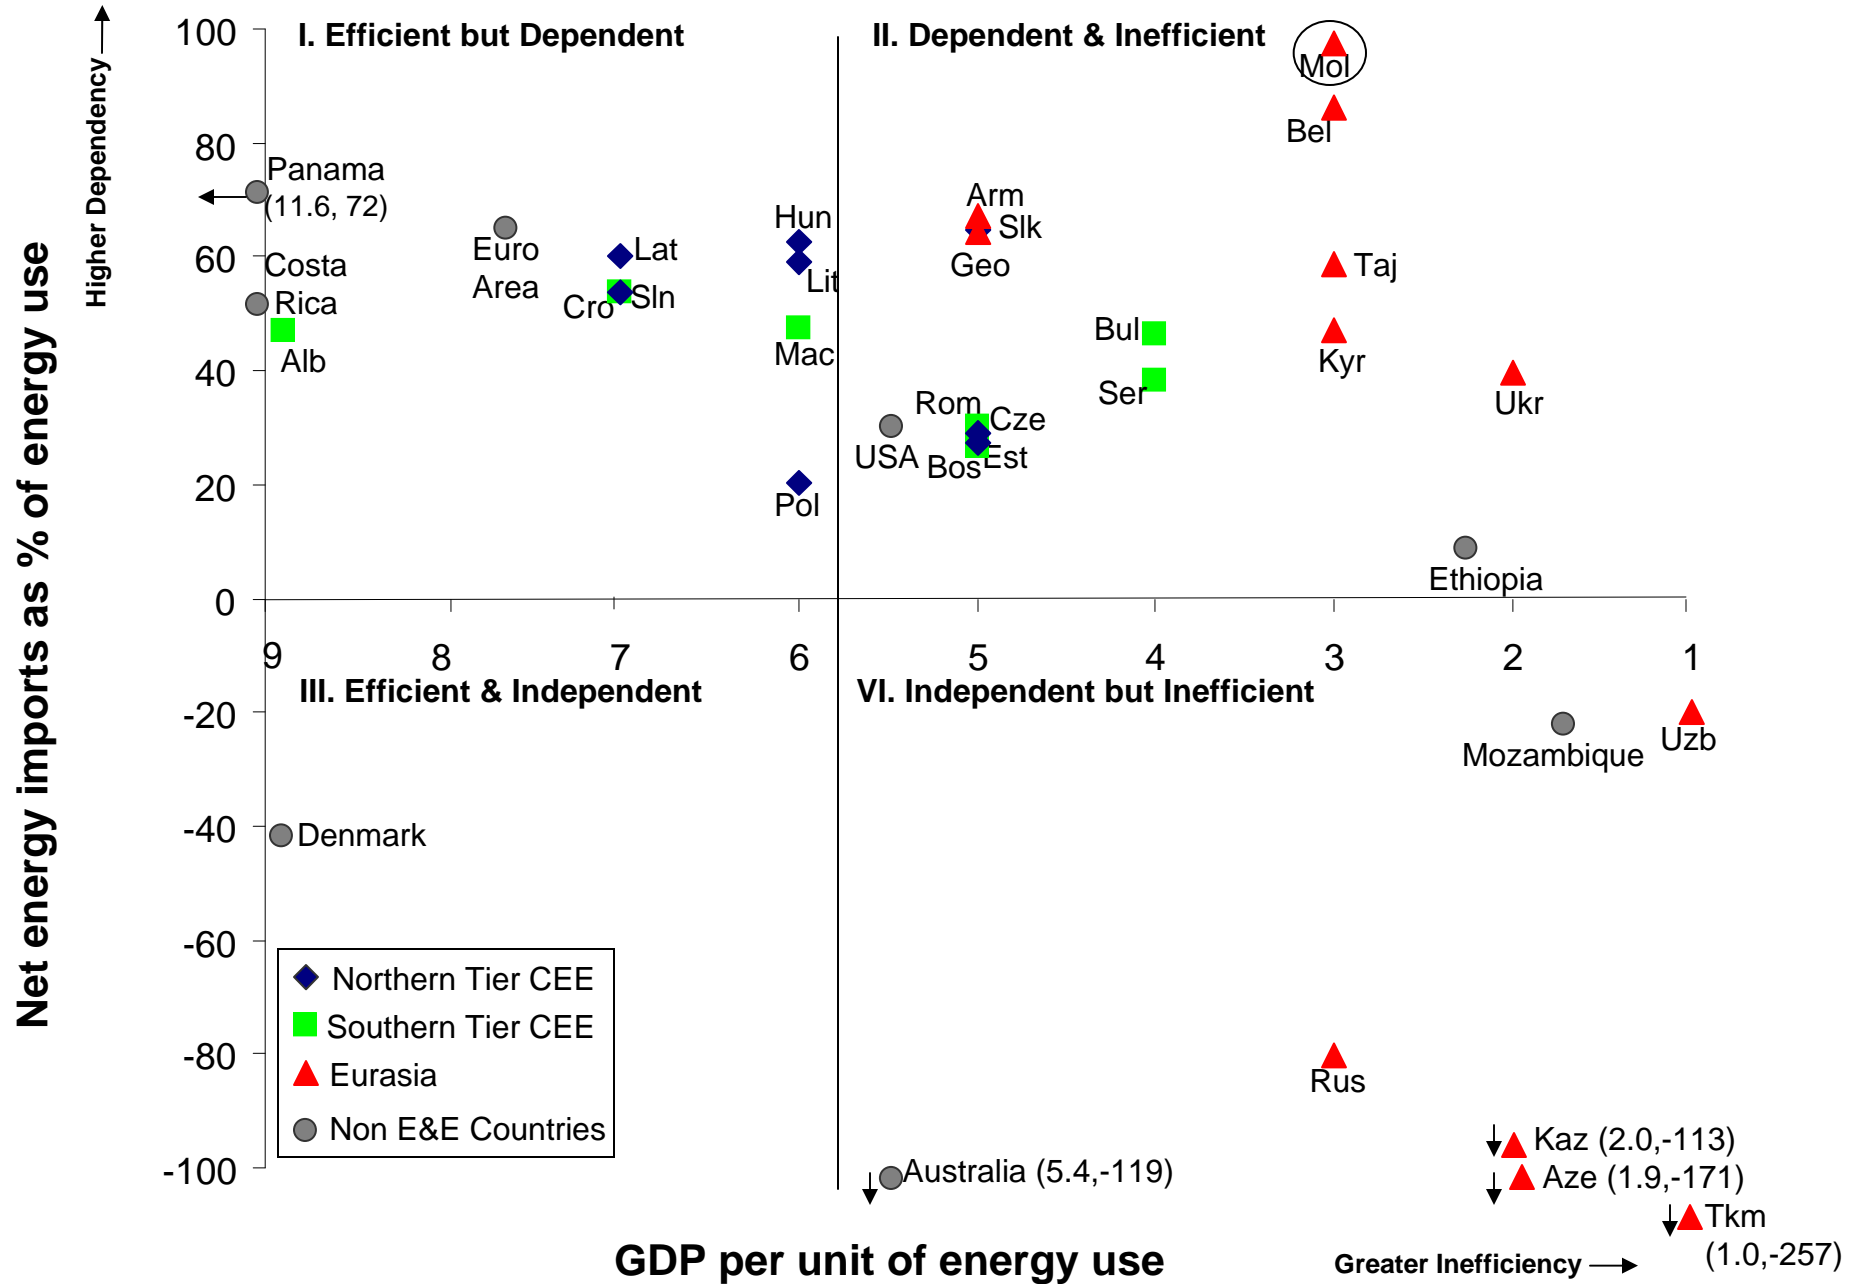 100
I. Efficient but Dependent
II. Dependent & Inefficient
Mol
Higher Dependency
Bel
80
Panama
(11.6, 72)
Arm
Hun
Slk
Euro
Area
Lat
Geo
60
Costa
Rica
Taj
Lit
Cro
Sln
Bul
Mac
Alb
Kyr
40
Ser
Rom
Cze
Ukr
USA
Bos
Est
20
Pol
Ethiopia
0
9
8
7
6
5
4
3
2
1
III. Efficient & Independent
VI. Independent but Inefficient
-20
Uzb
Mozambique
-40
Denmark
-60
Northern Tier CEE
Southern Tier CEE
Eurasia
Non E&E Countries
-80
Rus
Kaz (2.0,-113)
-100
Australia (5.4,-119)
Aze (1.9,-171)
Tkm
(1.0,-257)
Net energy imports as % of energy use
GDP per unit of energy use
Greater Inefficiency